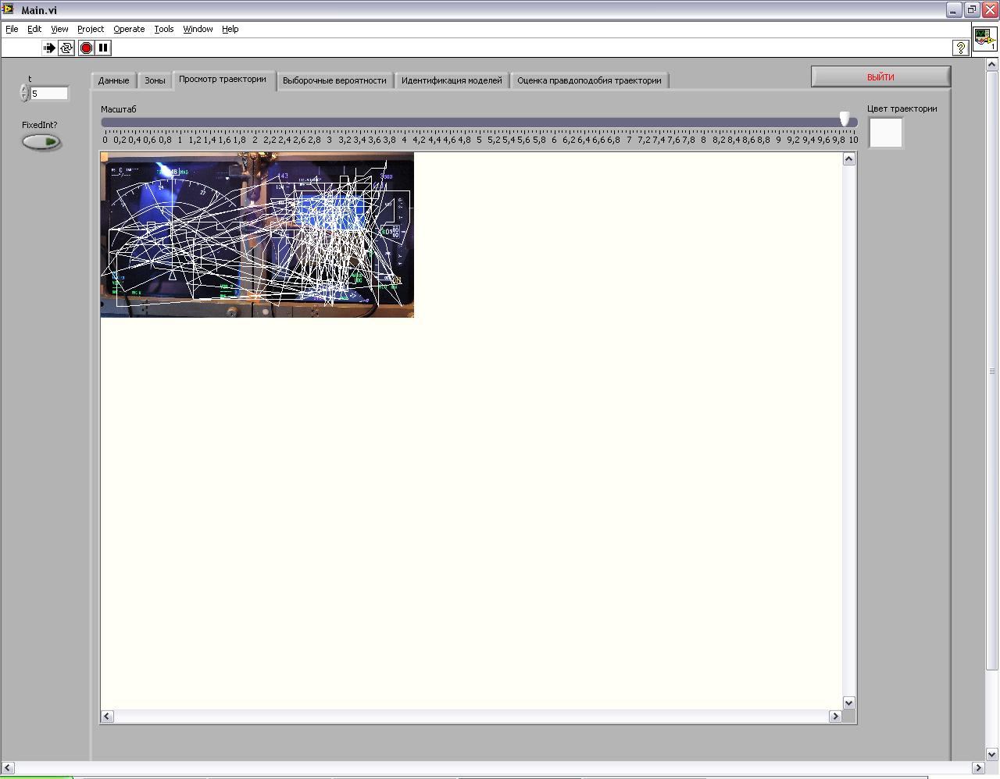 Main.vi
File Edit View Project Operate Tools Window Help
?
1
t
5
FixedInt?
Данные Зоны Просмотр траектории Выборочные вероятности Идентификация моделей Оценка правдоподобия траектории
ВЫЙТИ
Масштаб
Цвет траектории
0 0,2 0,4 0,6 0,8 1 1,2 1,4 1,6 1,8 2 2,2 2,4 2,6 2,8 3 3,2 3,4 3,6 3,8 4 4,2 4,4 4,6 4,8 5 5,2 5,4 5,6 5,8 6 6,2 6,4 6,6 6,8 7 7,2 7,4 7,6 7,8 8 8,2 8,4 8,6 8,8 9 9,2 9,4 9,6 9,8 10